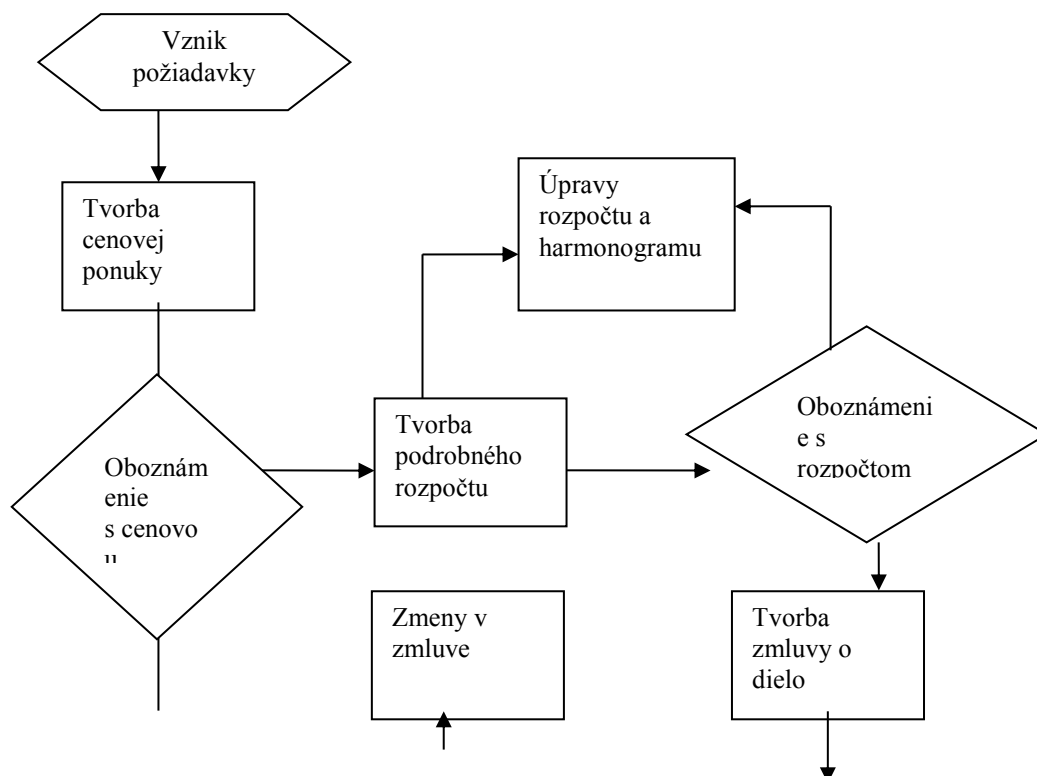 Vznik
požiadavky
Tvorba
cenovej
ponuky
Úpravy
rozpočtu a
harmonogramu
Oboznám
enie
s cenovo
u
Tvorba
podrobného
rozpočtu
Oboznámeni
e s
rozpočtom
Zmeny v
zmluve
Tvorba
zmluvy o
dielo